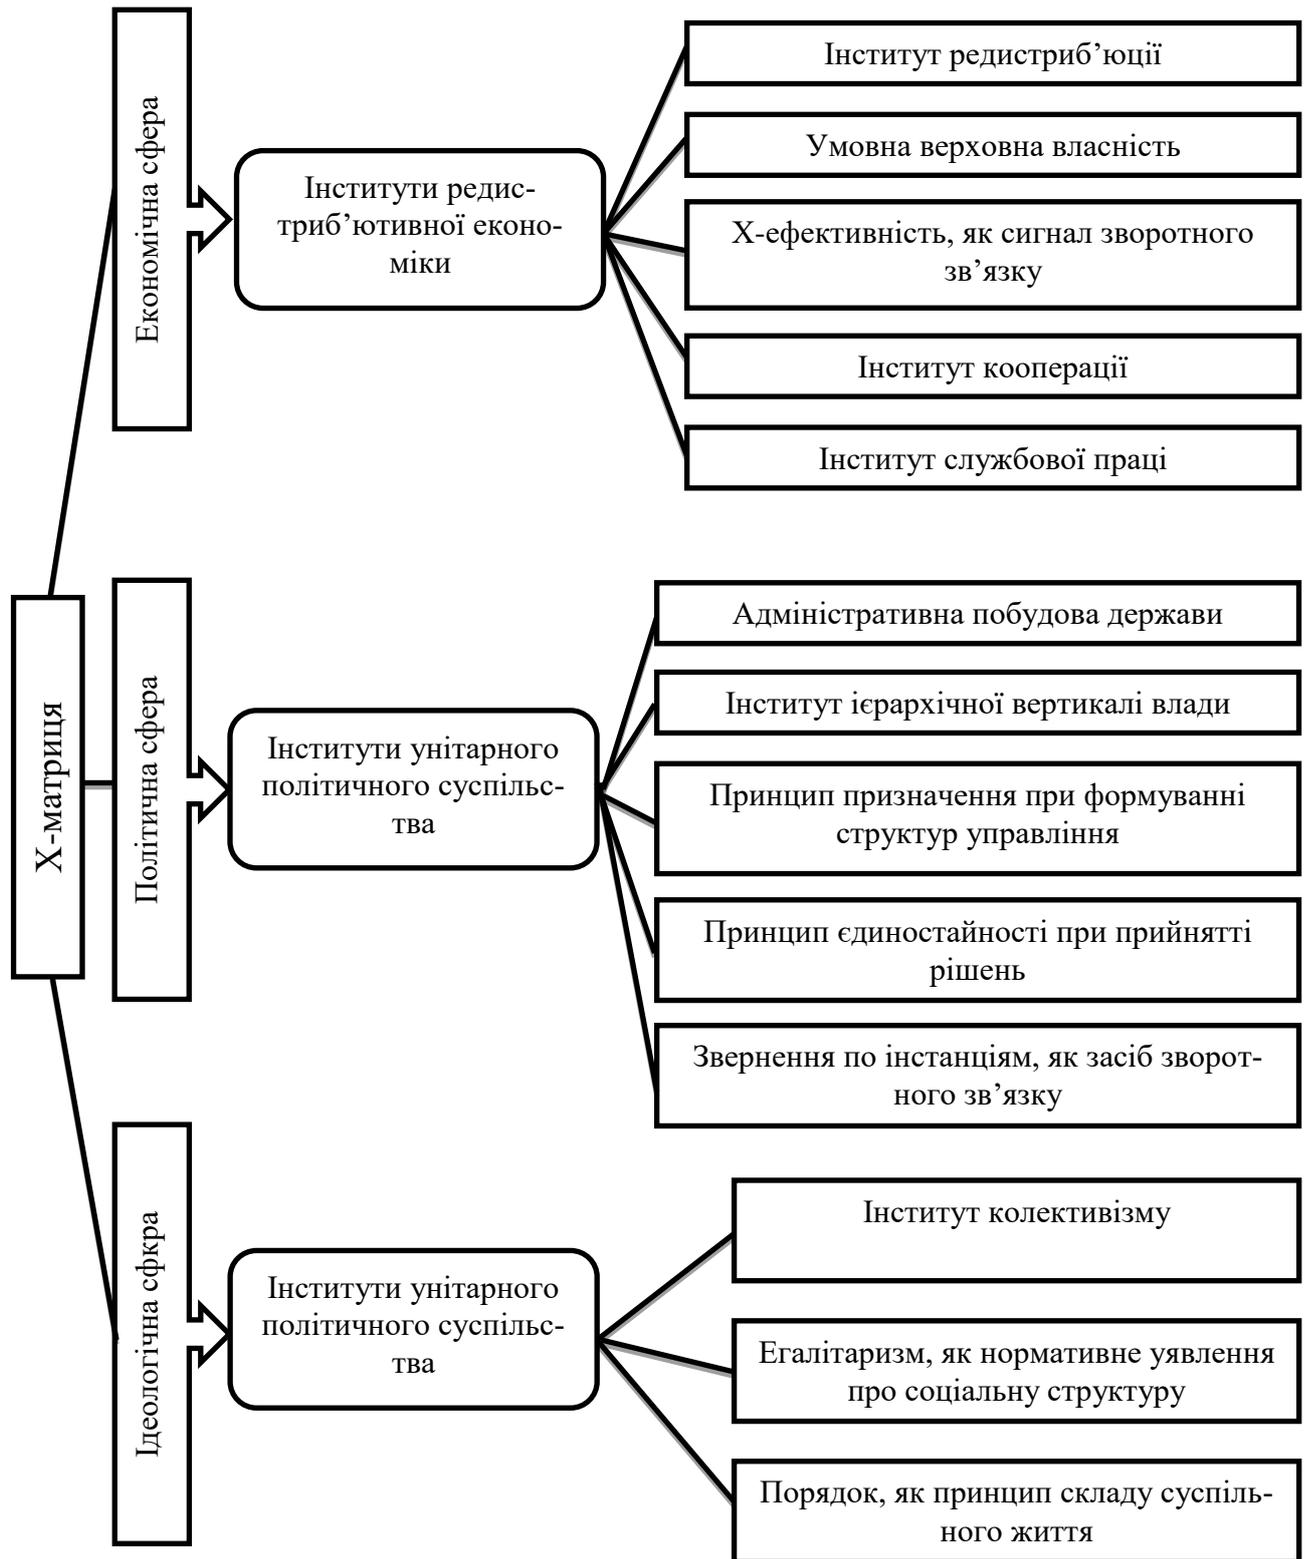 Х-матриця
Економічна сфера
Інститути редис-
триб’ютивної еконо-
міки
Інститут редистриб’юції
Умовна верховна власність
Х-ефективність, як сигнал зворотного
зв’язку
Інститут кооперації
Інститут службової праці
Політична сфера
Інститути унітарного
політичного суспільс-
тва
Адміністративна побудова держави
Інститут ієрархічної вертикалі влади
Принцип призначення при формуванні
структур управління
Принцип єдиностайності при прийнятті
рішень
Звернення по інстанціям, як засіб зворот-
ного зв’язку
Ідеологічна сфкра
Інститути унітарного
політичного суспільс-
тва
Інститут колективізму
Егалітаризм, як нормативне уявлення
про соціальну структуру
Порядок, як принцип складу суспіль-
ного життя